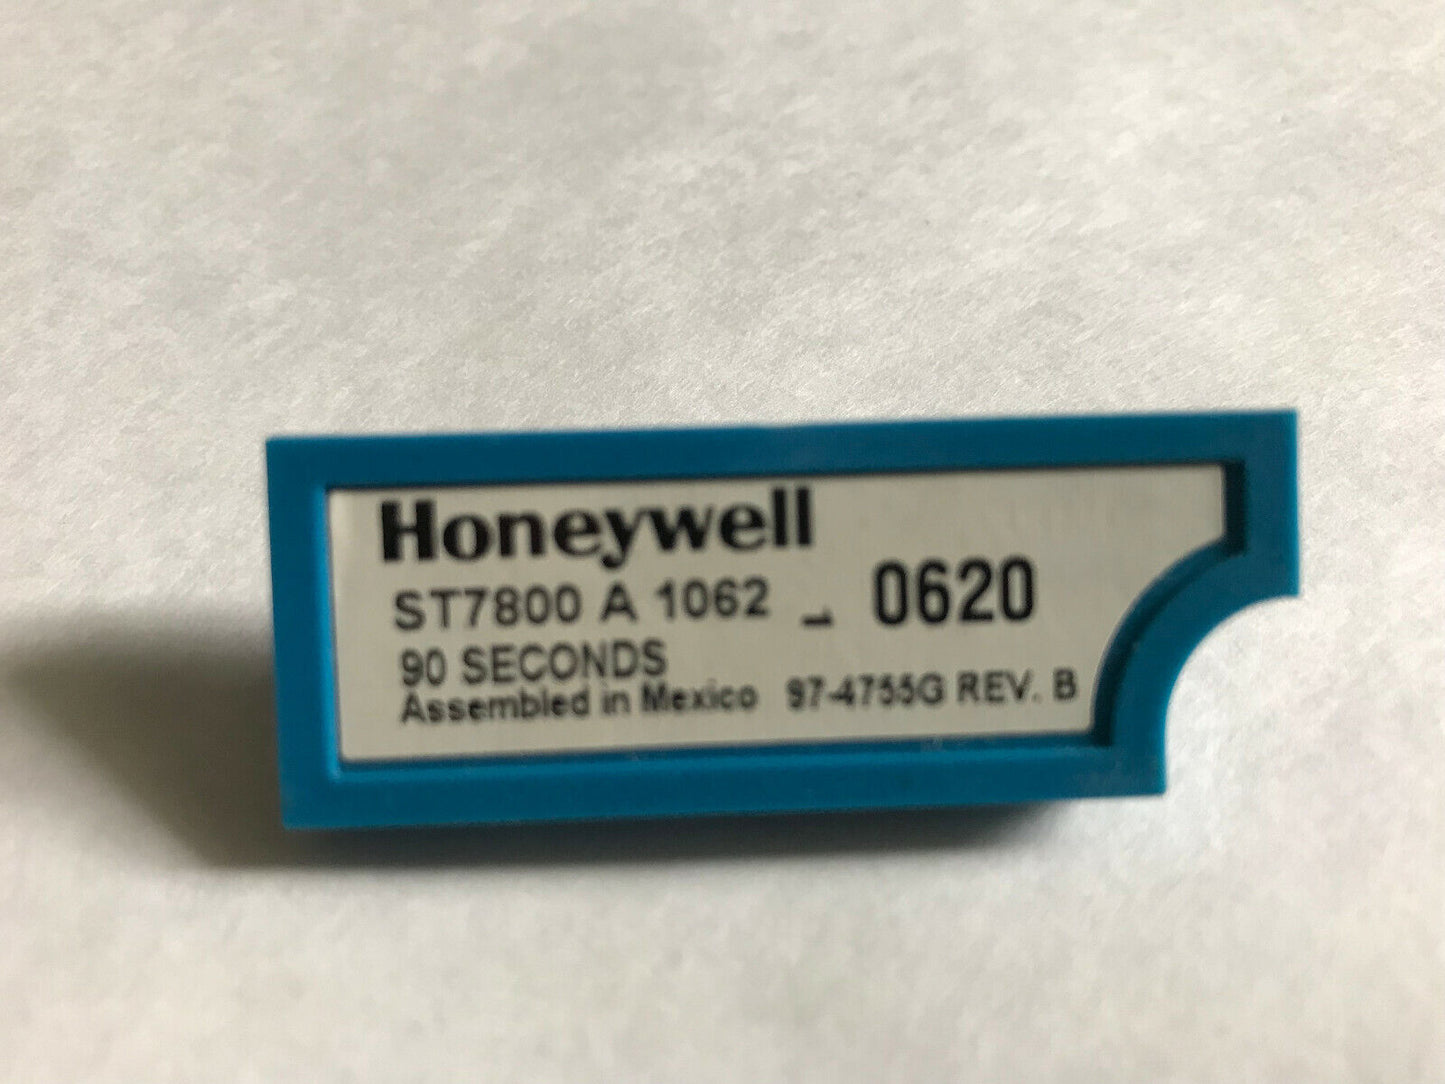 Honeywell
ST7800 A 1062 0620
90 SECONDS
Assembled in Mexico 97-4755G REV. B